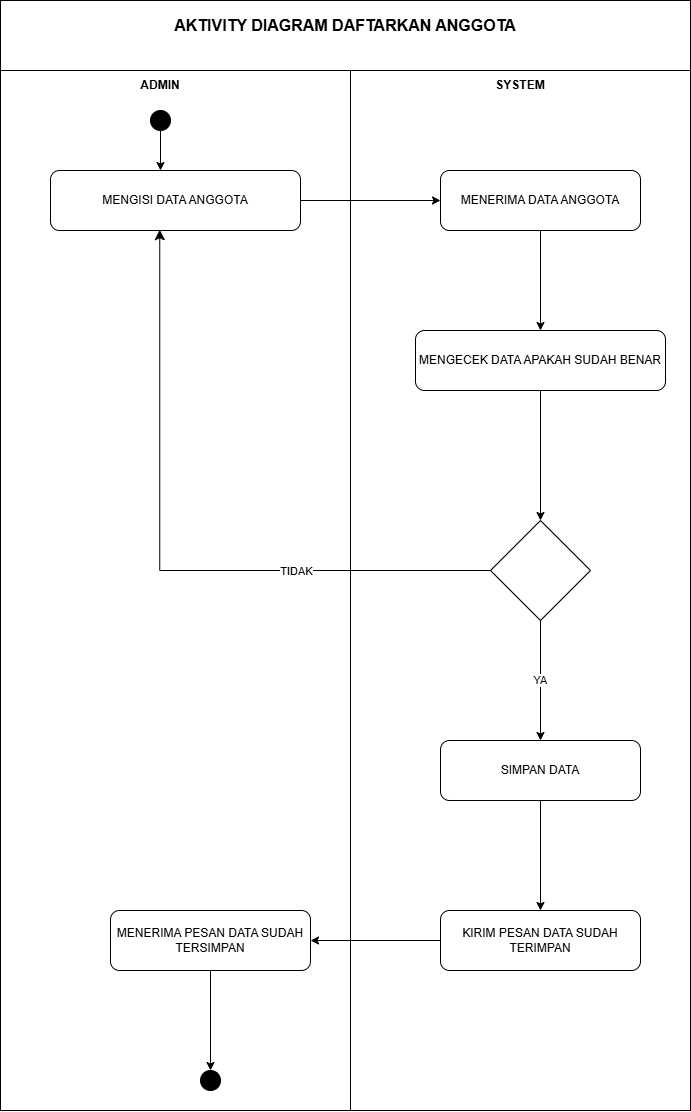 AKTIVITY DIAGRAM DAFTARKAN ANGGOTA
ADMIN
SYSTEM
MENGISI DATA ANGGOTA
MENERIMA DATA ANGGOTA
MENGECEK DATA APAKAH SUDAH BENAR
TIDAK
YA
SIMPAN DATA
MENERIMA PESAN DATA SUDAH
TERSIMPAN
KIRIM PESAN DATA SUDAH
TERIMPAN